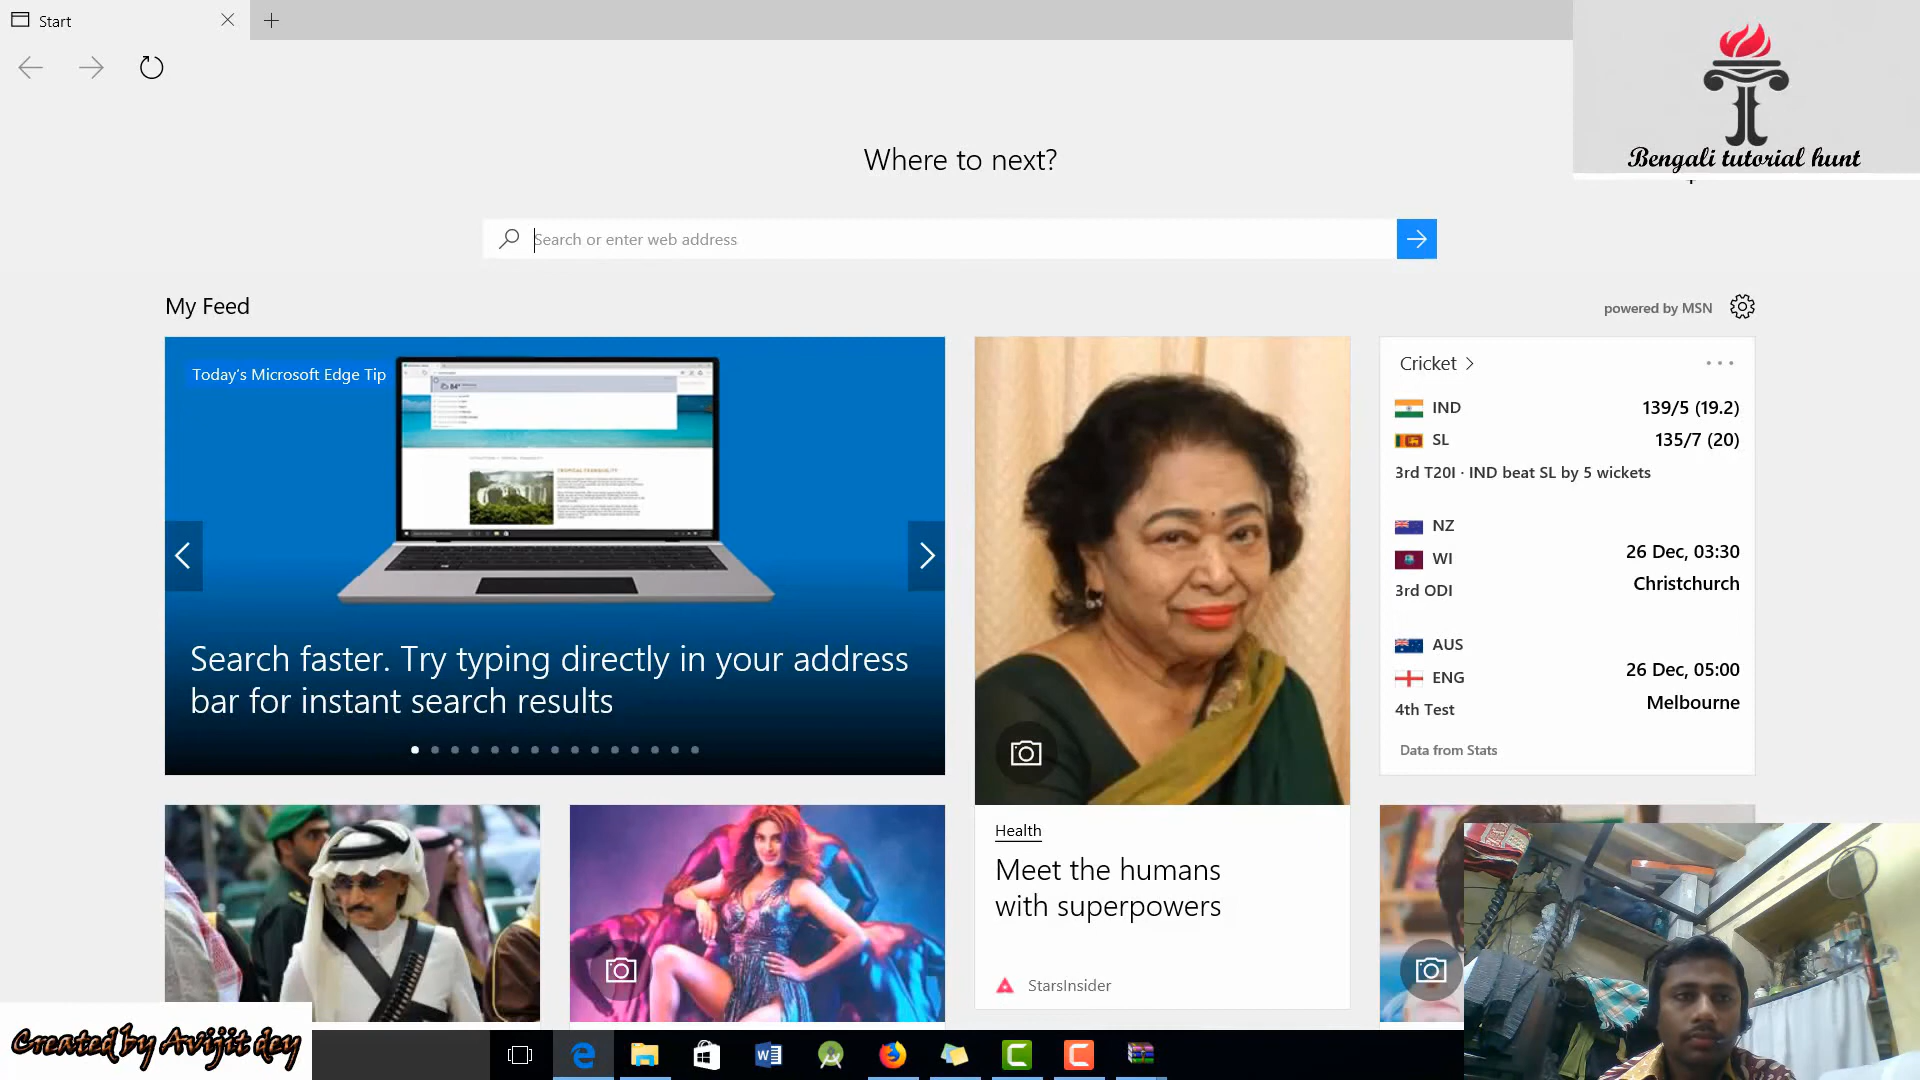 Start
Bengali tutorial hunt
Where to next?
Search or enter web address
My Feed
powered by MSN
Today's Microsoft Edge Tip
Search faster. Try typing directly in your address
bar for instant search results
Health
Meet the humans
with superpowers
StarsInsider
Cricket
IND 139/5 (19.2)
SL 135/7 (20)
3rd T20I · IND beat SL by 5 wickets
NZ
26 Dec, 03:30
WI
Christchurch
3rd ODI
AUS
26 Dec, 05:00
ENG
Melbourne
4th Test
Data from Stats
Created by Avijit dey